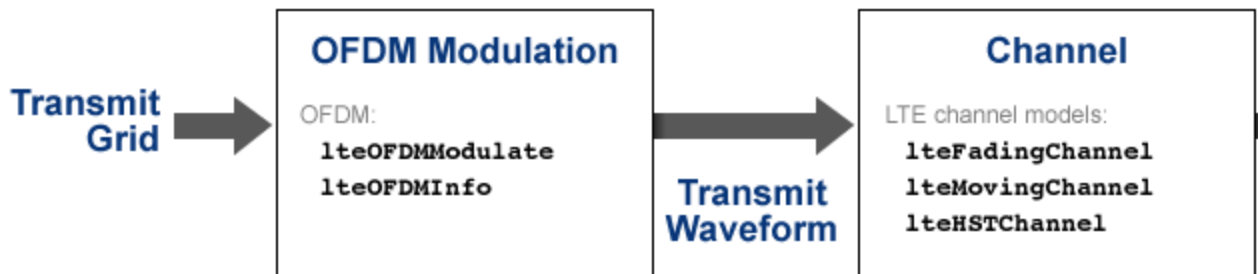 Transmit
Grid
OFDM Modulation
OFDM:
lteOFDMModulate
lteOFDMInfo
Transmit
Waveform
Channel
LTE channel models:
lteFadingChannel
lteMovingChannel
lteHSTChannel